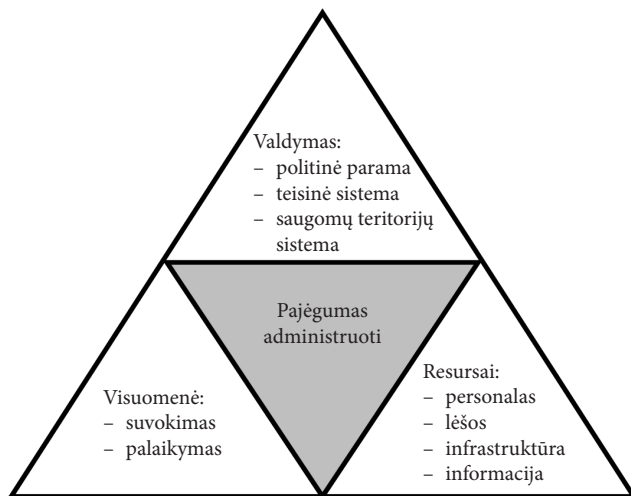 Valdymas:
– politinė parama
– teisinė sistema
– saugomų teritorijų
sistema
Pajėgumas
administruoti
Visuomenė:
– suvokimas
– palaikymas
Resursai:
– personalas
– lėšos
– infrastruktūra
– informacija